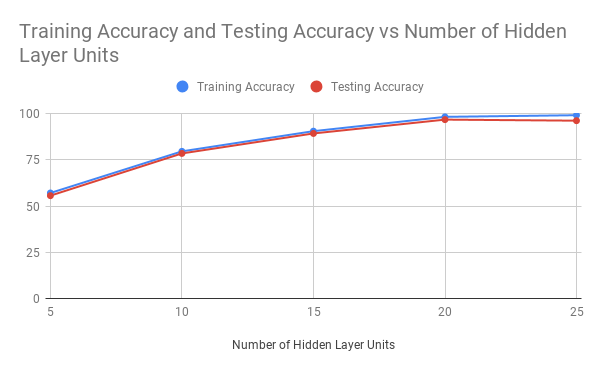 Training Accuracy and Testing Accuracy vs Number of Hidden
Layer Units
Training Accuracy Testing Accuracy
100
75
50
25
0
5 10 15 20 25
Number of Hidden Layer Units